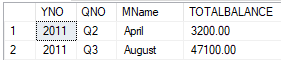 YNO QNO MName TOTALBALANCE
1 2011 Q2 April 3200.00
2 2011 Q3 August 47100.00